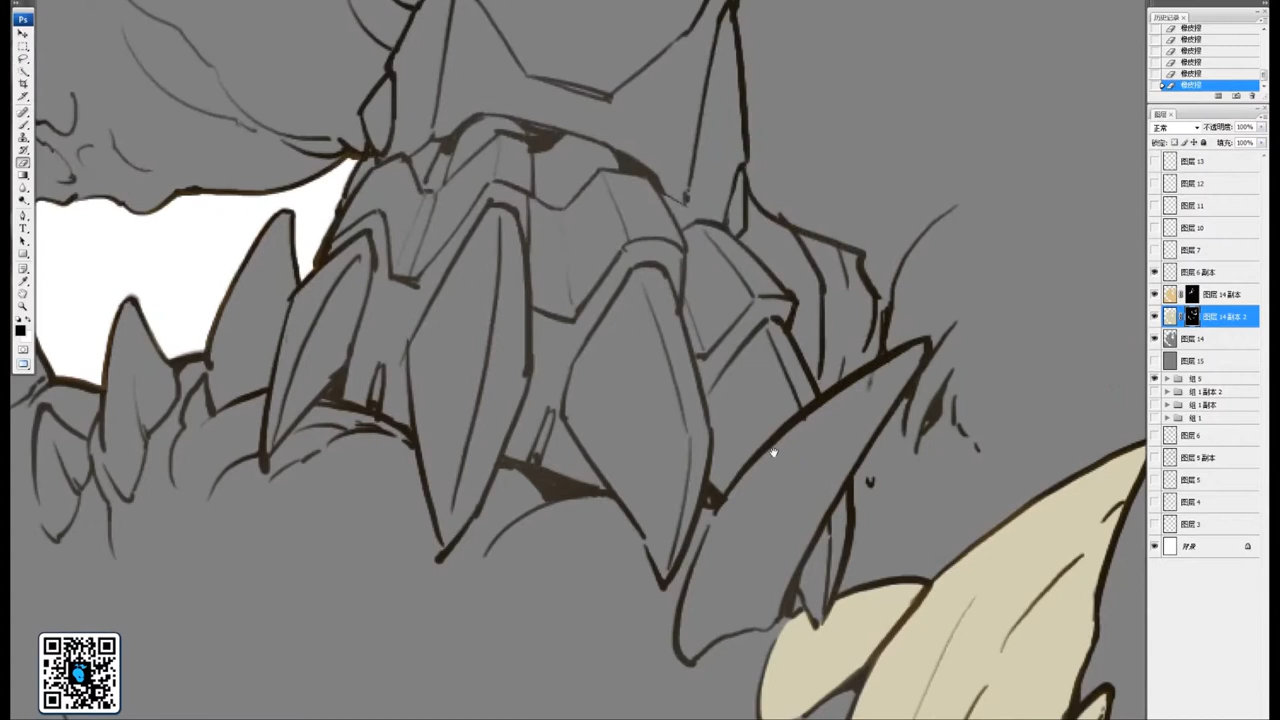 Ps
历史记录
橡皮擦
橡皮擦
橡皮擦
橡皮擦
橡皮擦
橡皮擦
图层
正常
不透明度: 100%
锁定:
填充: 100%
图层 13
图层 12
图层 11
图层 10
图层 7
图层 6 副本
图层 14 副本
图层 14 副本 2
图层 14
图层 15
组 5
组 1 副本 2
组 1 副本
组 1
图层 6
图层 5 副本
图层 5
图层 4
图层 3
背景